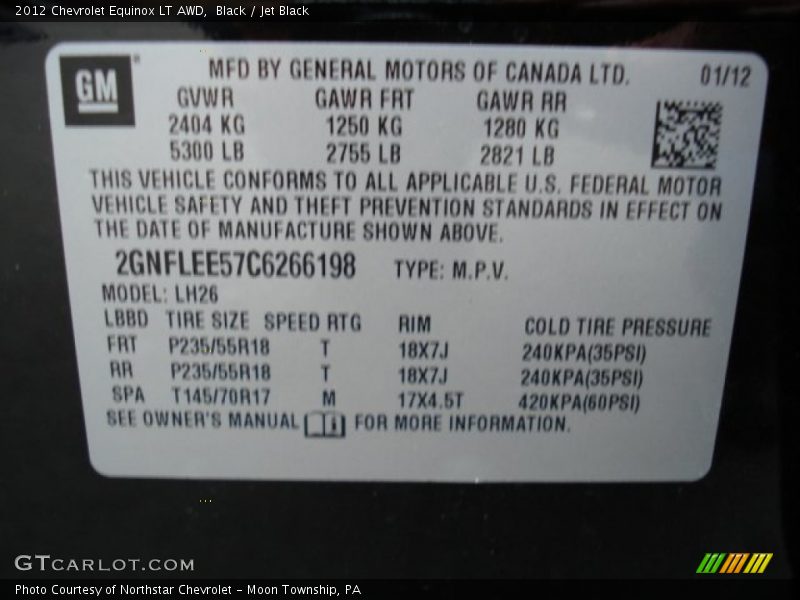 2012 Chevrolet Equinox LT AWD, Black / Jet Black
GM
MFD BY GENERAL MOTORS OF CANADA LTD. 01/12
GVWR GAWR FRT GAWR RR
2404 KG 1250 KG 1280 KG
5300 LB 2755 LB 2821 LB
THIS VEHICLE CONFORMS TO ALL APPLICABLE U.S. FEDERAL MOTOR
VEHICLE SAFETY AND THEFT PREVENTION STANDARDS IN EFFECT ON
THE DATE OF MANUFACTURE SHOWN ABOVE.
2GNFLEE57C6266198 TYPE: M.P.V.
MODEL: LH26
LBBD TIRE SIZE SPEED RTG RIM COLD TIRE PRESSURE
FRT P235/55R18 T 18X7J 240KPA(35PSI)
RR P235/55R18 T 18X7J 240KPA(35PSI)
SPA T145/70R17 M 17X4.5T 420KPA(60PSI)
SEE OWNER'S MANUAL FOR MORE INFORMATION.
GTCARLOT.COM
Photo Courtesy of Northstar Chevrolet - Moon Township, PA